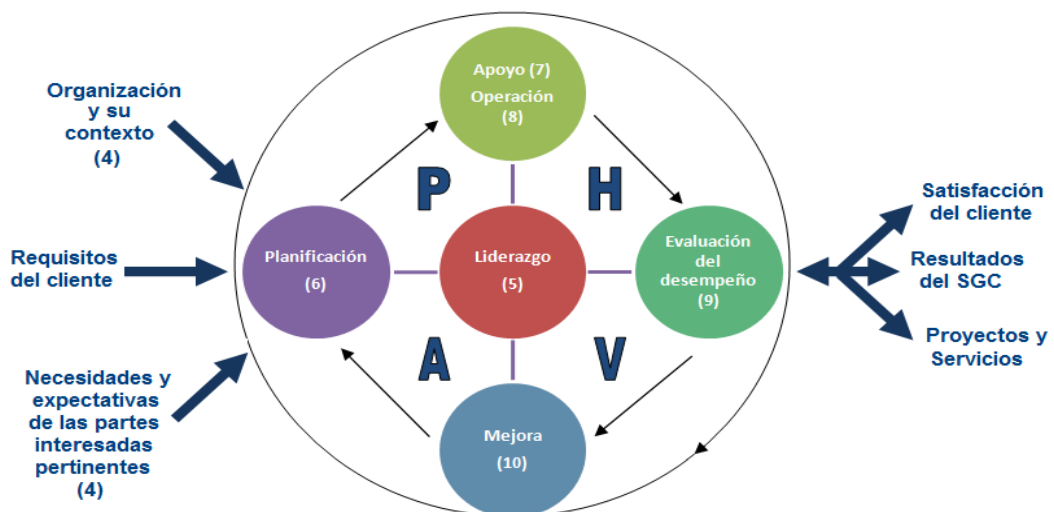 Organización
y su
contexto
(4)
Requisitos
del cliente
Necesidades y
expectativas
de las partes
interesadas
pertinentes
(4)
Apoyo (7)
Operación
(8)
P
H
Planificación
(6)
Liderazgo
(5)
Evaluación
del
desempeño
(9)
A
V
Mejora
(10)
Satisfacción
del cliente
Resultados
del SGC
Proyectos y
Servicios